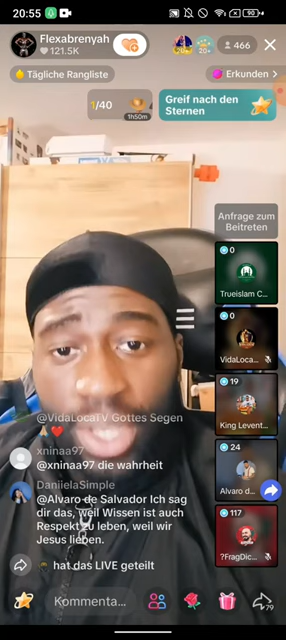 20:55
90
Flexabrenyah
121.5K
20+
466
Tägliche Rangliste
Erkunden >
1/40
1h50m
Greif nach den
Sternen
Anfrage zum
Beitreten
0
Trueislam C...
0
VidaLoca...
19
King Levent...
24
Alvaro d...
117
?FragDic...
@VidaLocaTV Gottes Segen
xninaa97
@xninaa97 die wahrheit
DaniielaSimple
@Alvaro de Salvador Ich sag
dir das, weil Wissen ist auch
Respekt zu leben, weil wir
Jesus lieben.
hat das LIVE geteilt
Kommenta...
79